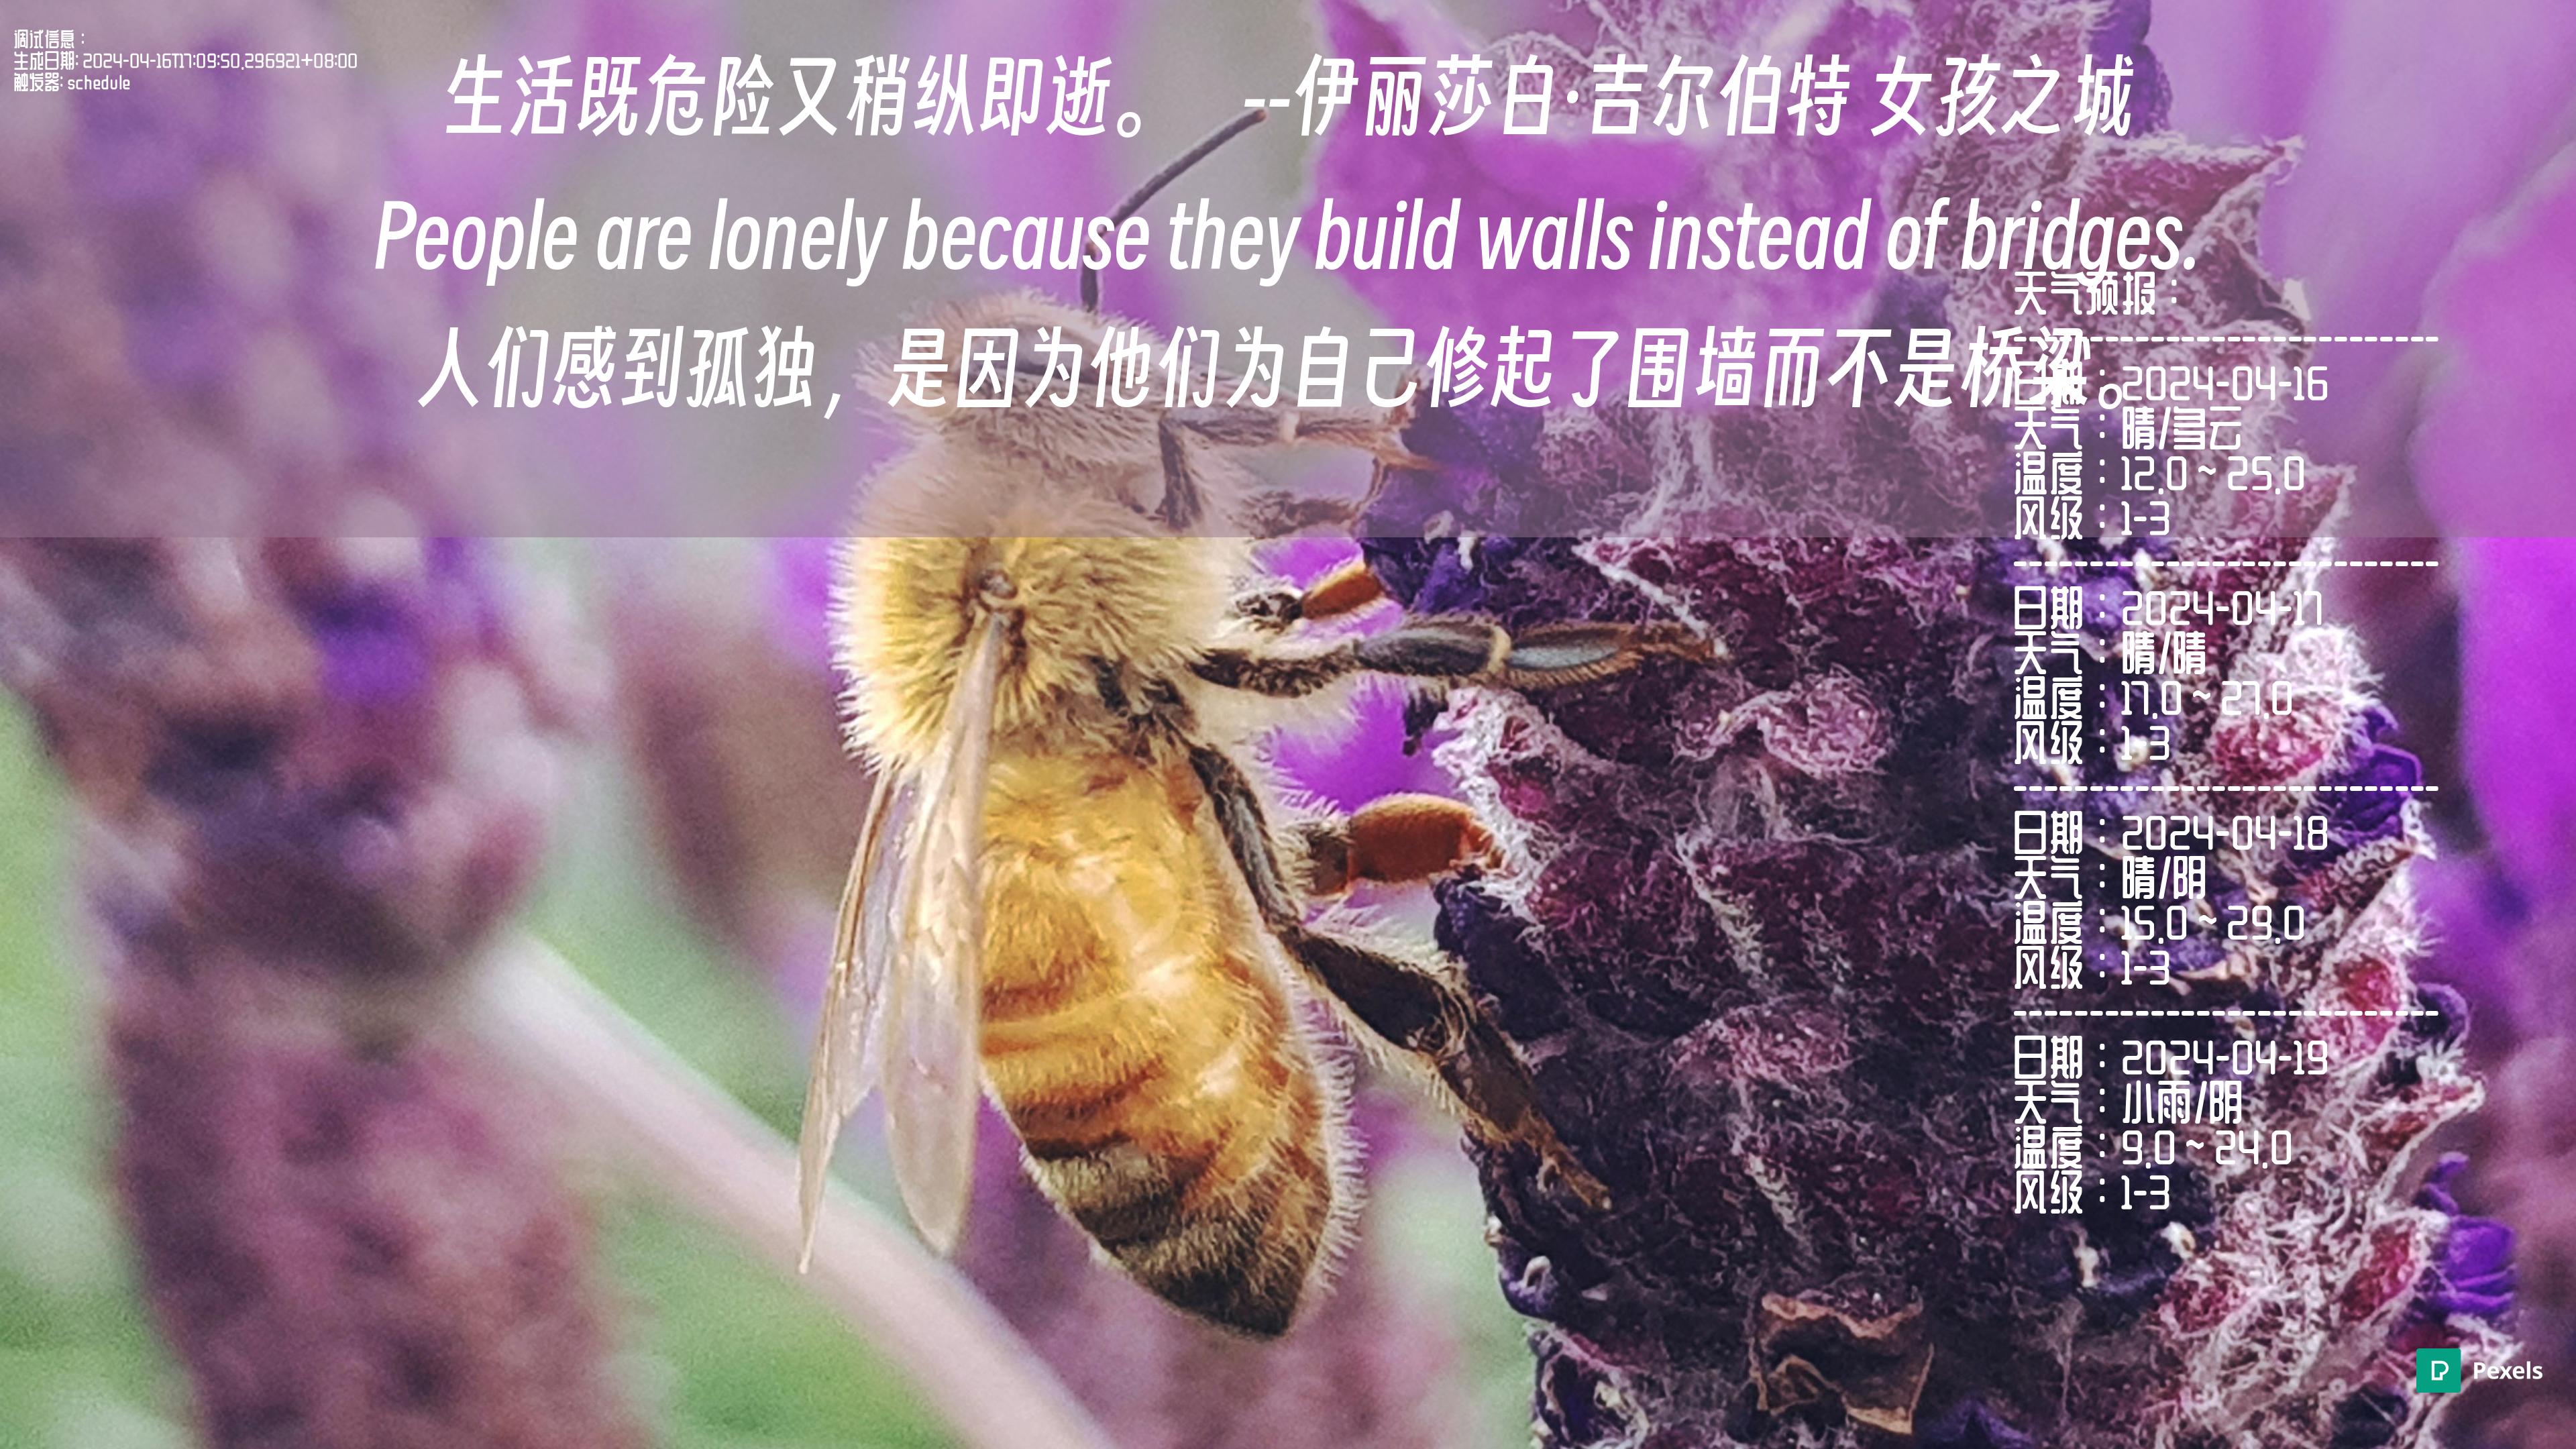 调试信息：
生成日期: 2024-04-16T17:09:50.296921+08:00
触发器: schedule
生活既危险又稍纵即逝。 --伊丽莎白·吉尔伯特 女孩之城
People are lonely because they build walls instead of bridges.
人们感到孤独，是因为他们为自己修起了围墙而不是桥梁。
天气预报：
------------------------------------
日期：2024-04-16
天气：晴/多云
温度：12.0 ~ 25.0
风级：1-3
------------------------------------
日期：2024-04-17
天气：晴/晴
温度：17.0 ~ 27.0
风级：1-3
------------------------------------
日期：2024-04-18
天气：晴/阴
温度：15.0 ~ 29.0
风级：1-3
------------------------------------
日期：2024-04-19
天气：小雨/阴
温度：9.0 ~ 24.0
风级：1-3
Pexels